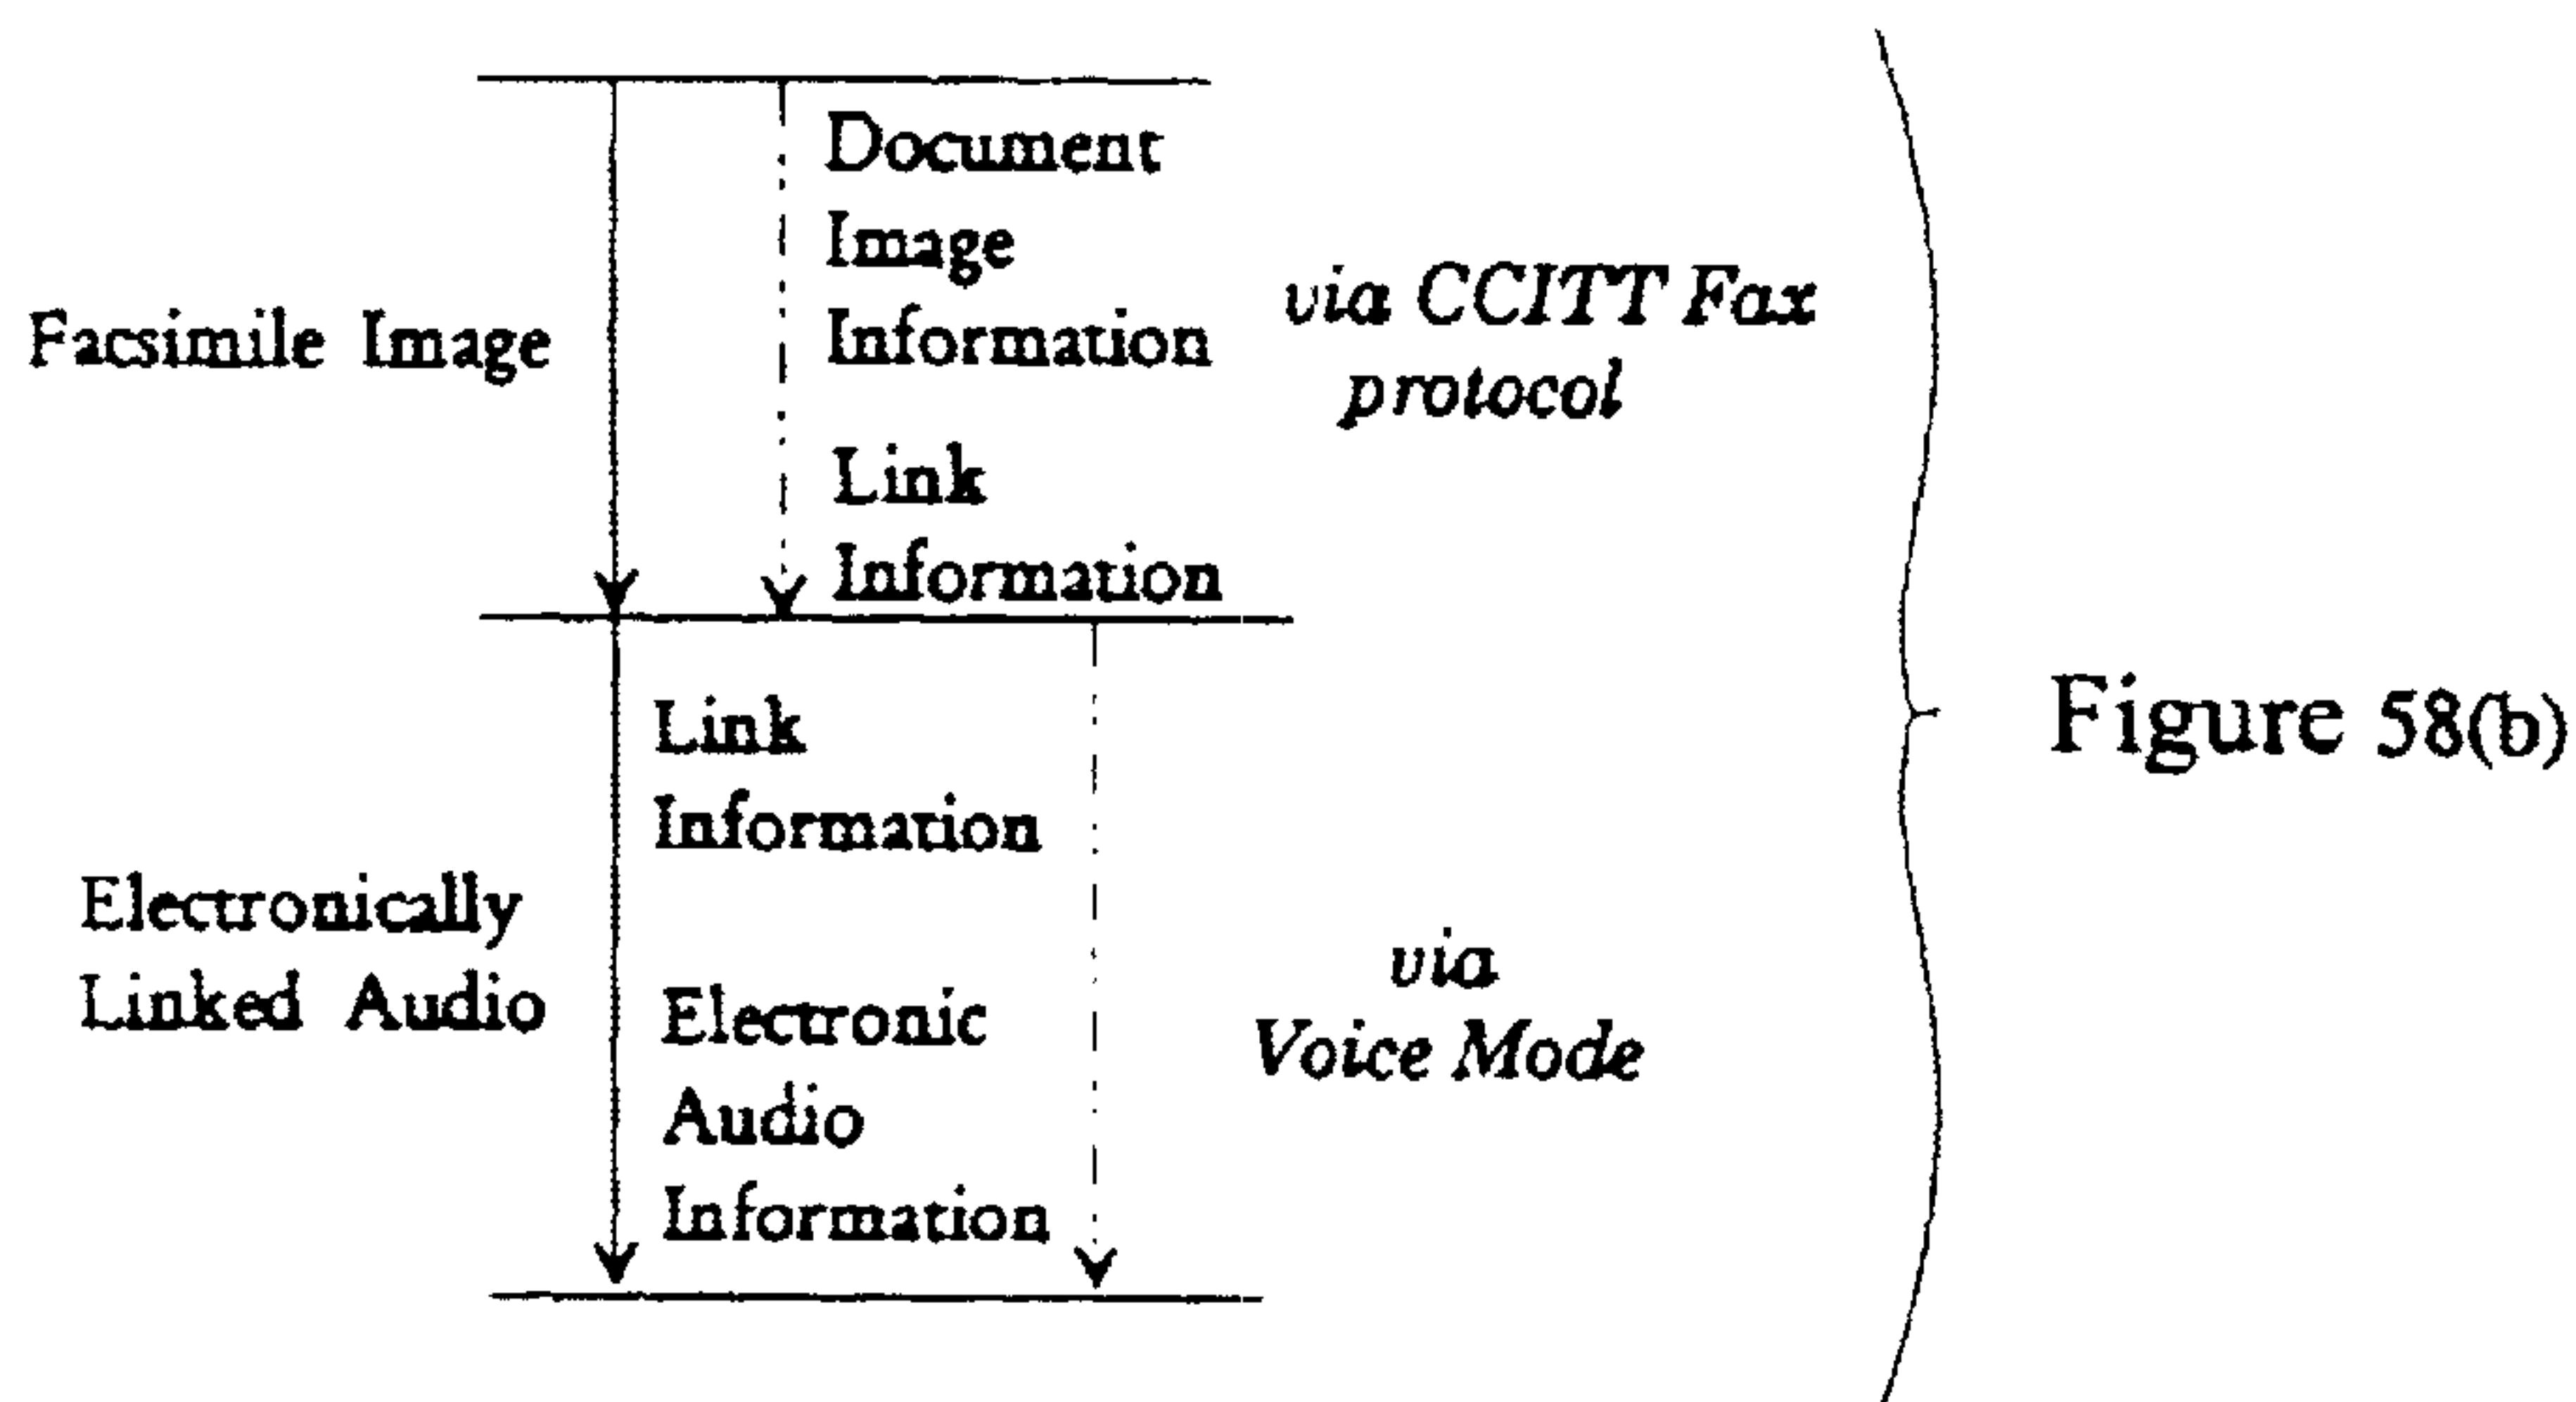 Facsimile Image
Document
Image
Information
Link
Information
via CCITT Fax
protocol
Electronically
Linked Audio
Link
Information
Electronic
Audio
Information
via
Voice Mode
Figure 58(b)